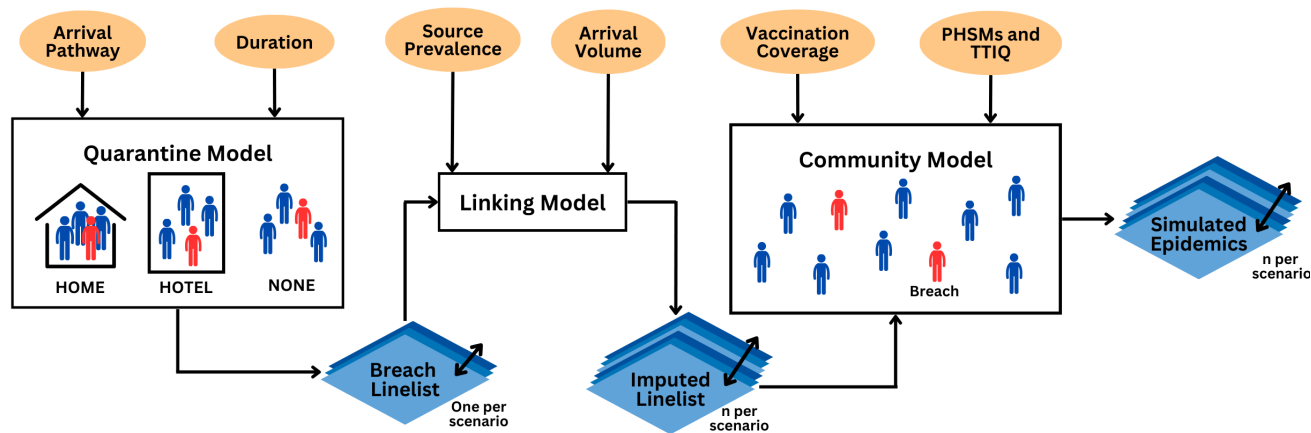 Arrival
Pathway
Duration
Source
Prevalence
Arrival
Volume
Vaccination
Coverage
PHSMs and
TTIQ
Quarantine Model
HOME
HOTEL
NONE
Linking Model
Community Model
Breach
Simulated
Epidemics
n per
scenario
Breach
Linelist
One per
scenario
Imputed
Linelist
n per
scenario